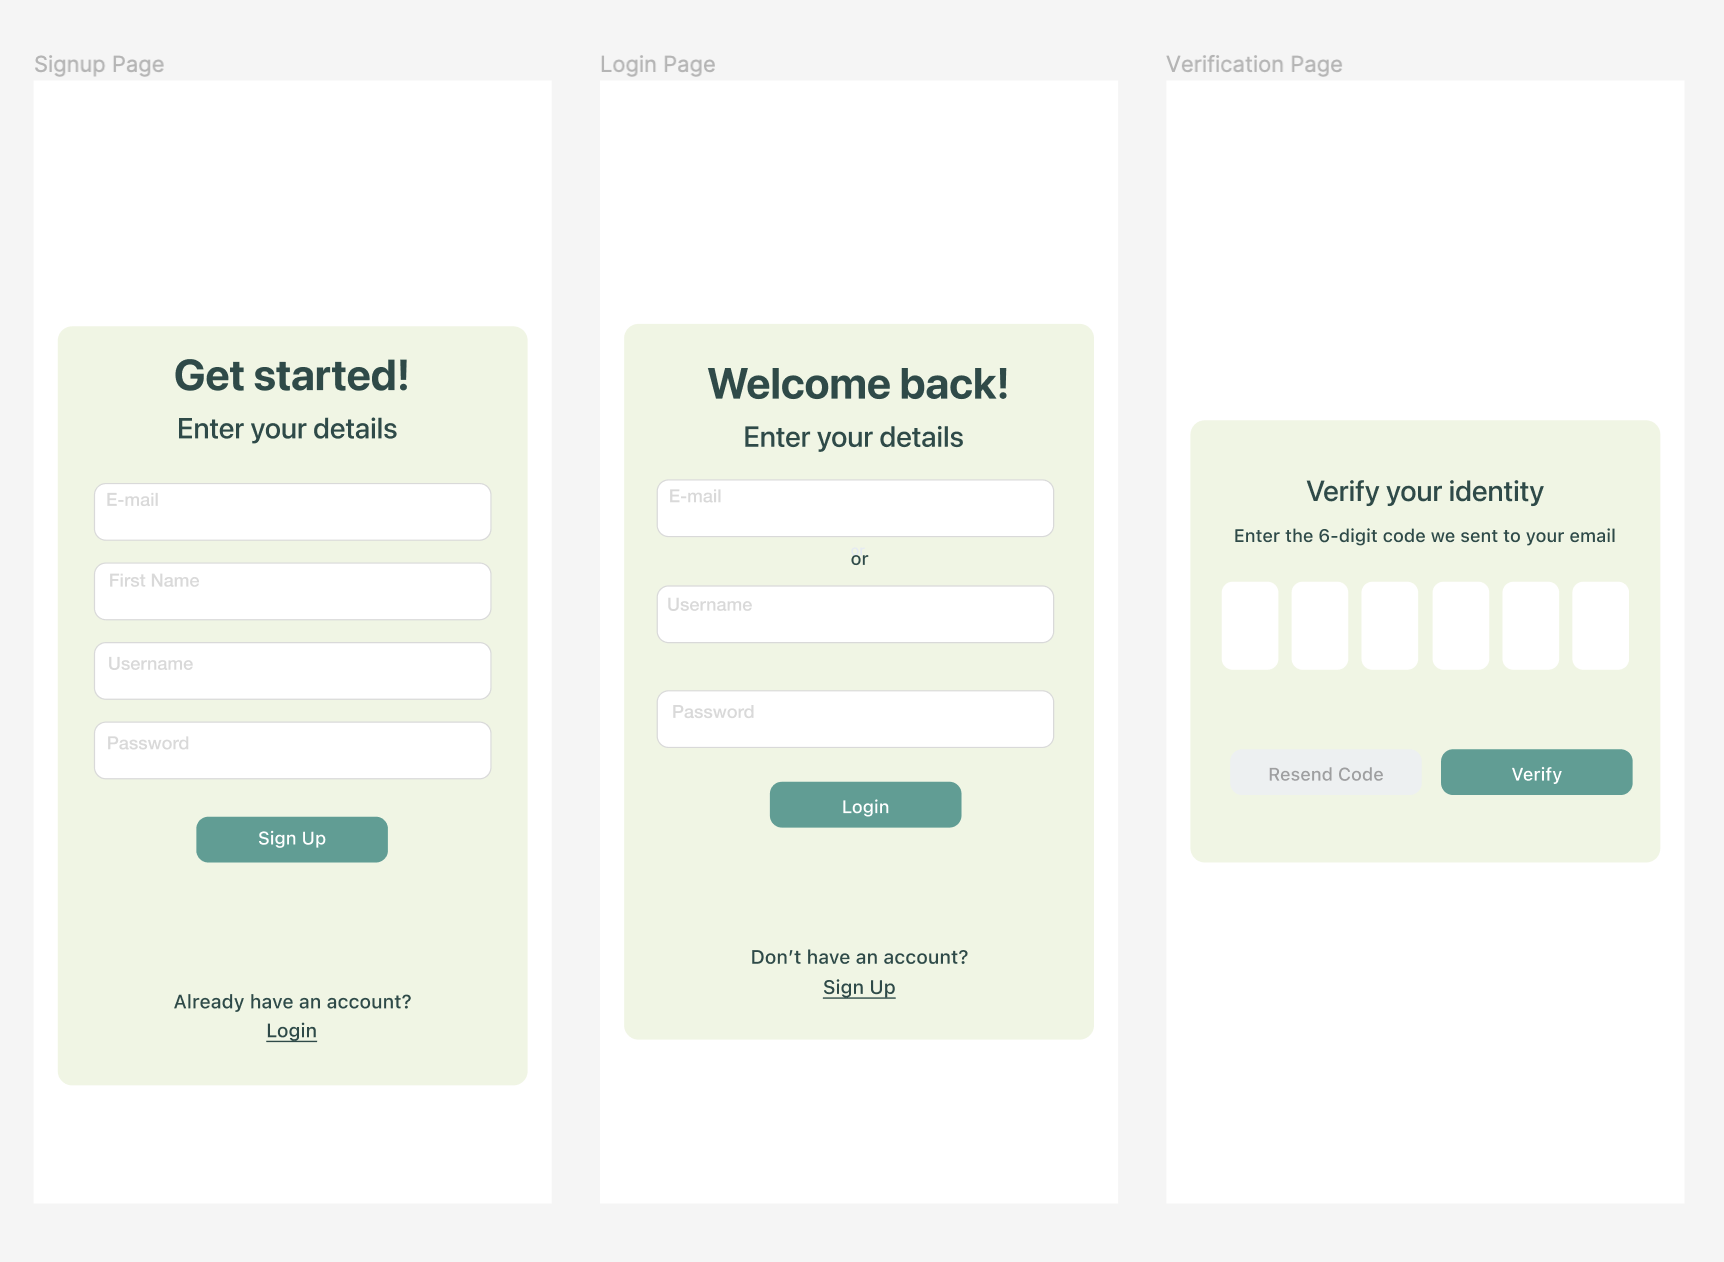 Signup Page
Get started!
Enter your details
E-mail
First Name
Username
Password
Sign Up
Already have an account?
Login
Login Page
Welcome back!
Enter your details
E-mail
or
Username
Password
Login
Don’t have an account?
Sign Up
Verification Page
Verify your identity
Enter the 6-digit code we sent to your email
Resend Code
Verify